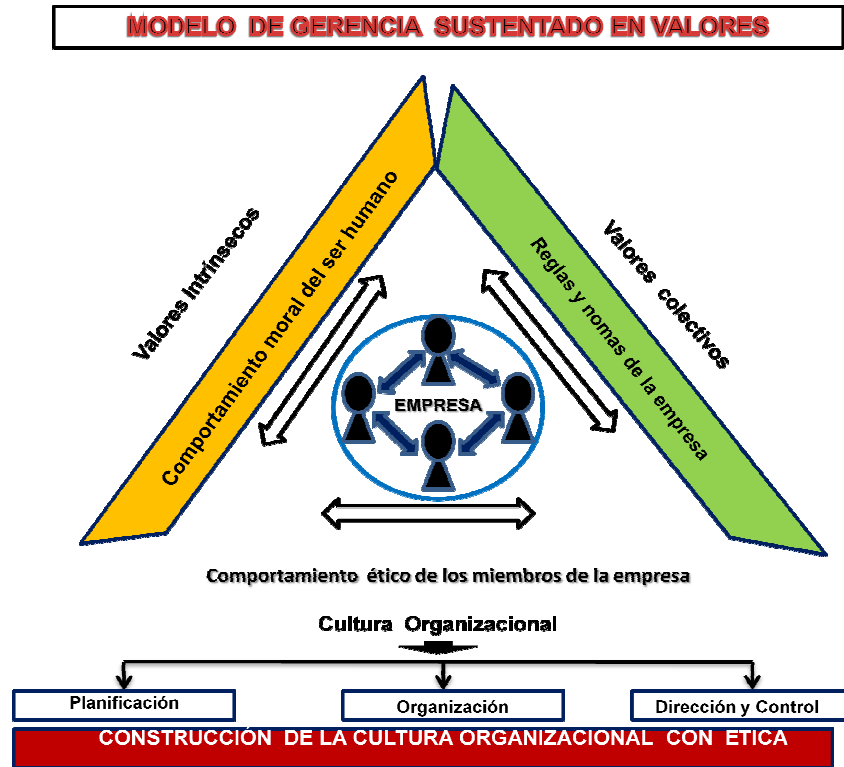 MODELO DE GERENCIA SUSTENTADO EN VALORES
Valores Intrínsecos
Comportamiento moral del ser humano
Valores colectivos
Reglas y nomas de la empresa
EMPRESA
Comportamiento ético de los miembros de la empresa
Cultura Organizacional
Planificación
Organización
Dirección y Control
CONSTRUCCIÓN DE LA CULTURA ORGANIZACIONAL CON ETICA